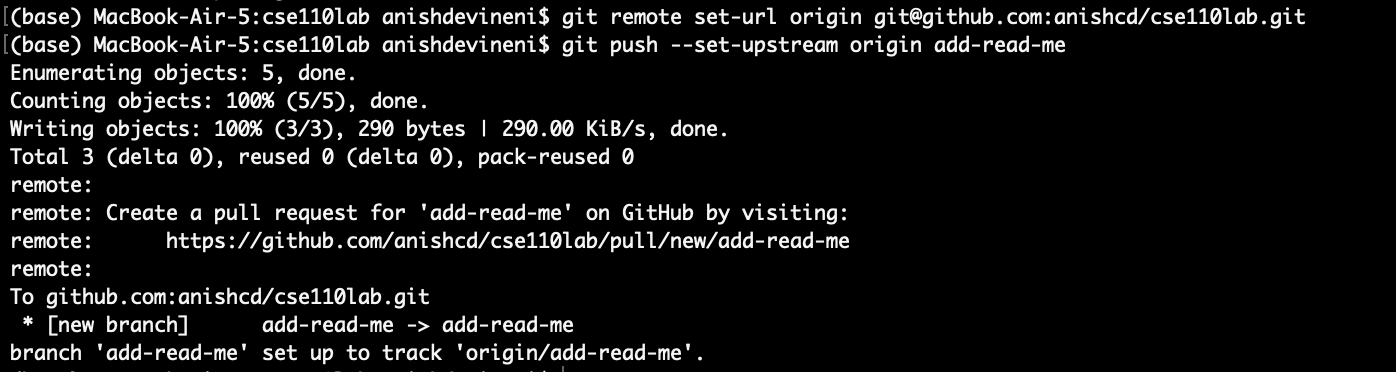 (base) MacBook-Air-5:cse110lab anishdevineni$ git remote set-url origin git@github.com:anishcd/cse110lab.git
(base) MacBook-Air-5:cse110lab anishdevineni$ git push --set-upstream origin add-read-me
Enumerating objects: 5, done.
Counting objects: 100% (5/5), done.
Writing objects: 100% (3/3), 290 bytes | 290.00 KiB/s, done.
Total 3 (delta 0), reused 0 (delta 0), pack-reused 0
remote:
remote: Create a pull request for 'add-read-me' on GitHub by visiting:
remote:      https://github.com/anishcd/cse110lab/pull/new/add-read-me
remote:
To github.com:anishcd/cse110lab.git
 * [new branch]      add-read-me -> add-read-me
branch 'add-read-me' set up to track 'origin/add-read-me'.